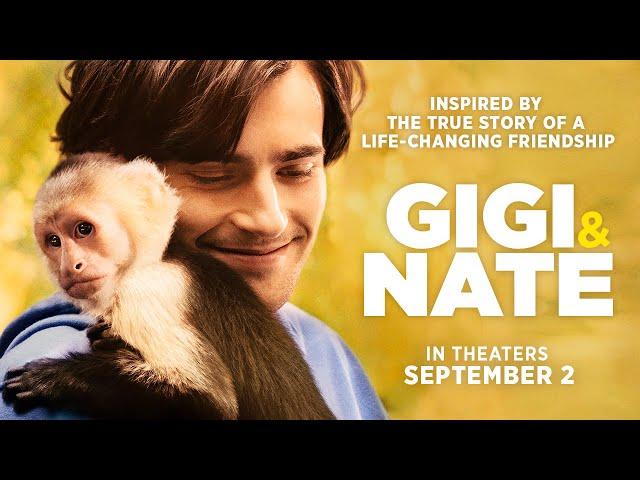 INSPIRED BY
THE TRUE STORY OF A
LIFE-CHANGING FRIENDSHIP
GIGI &
NATE
IN THEATERS
SEPTEMBER 2